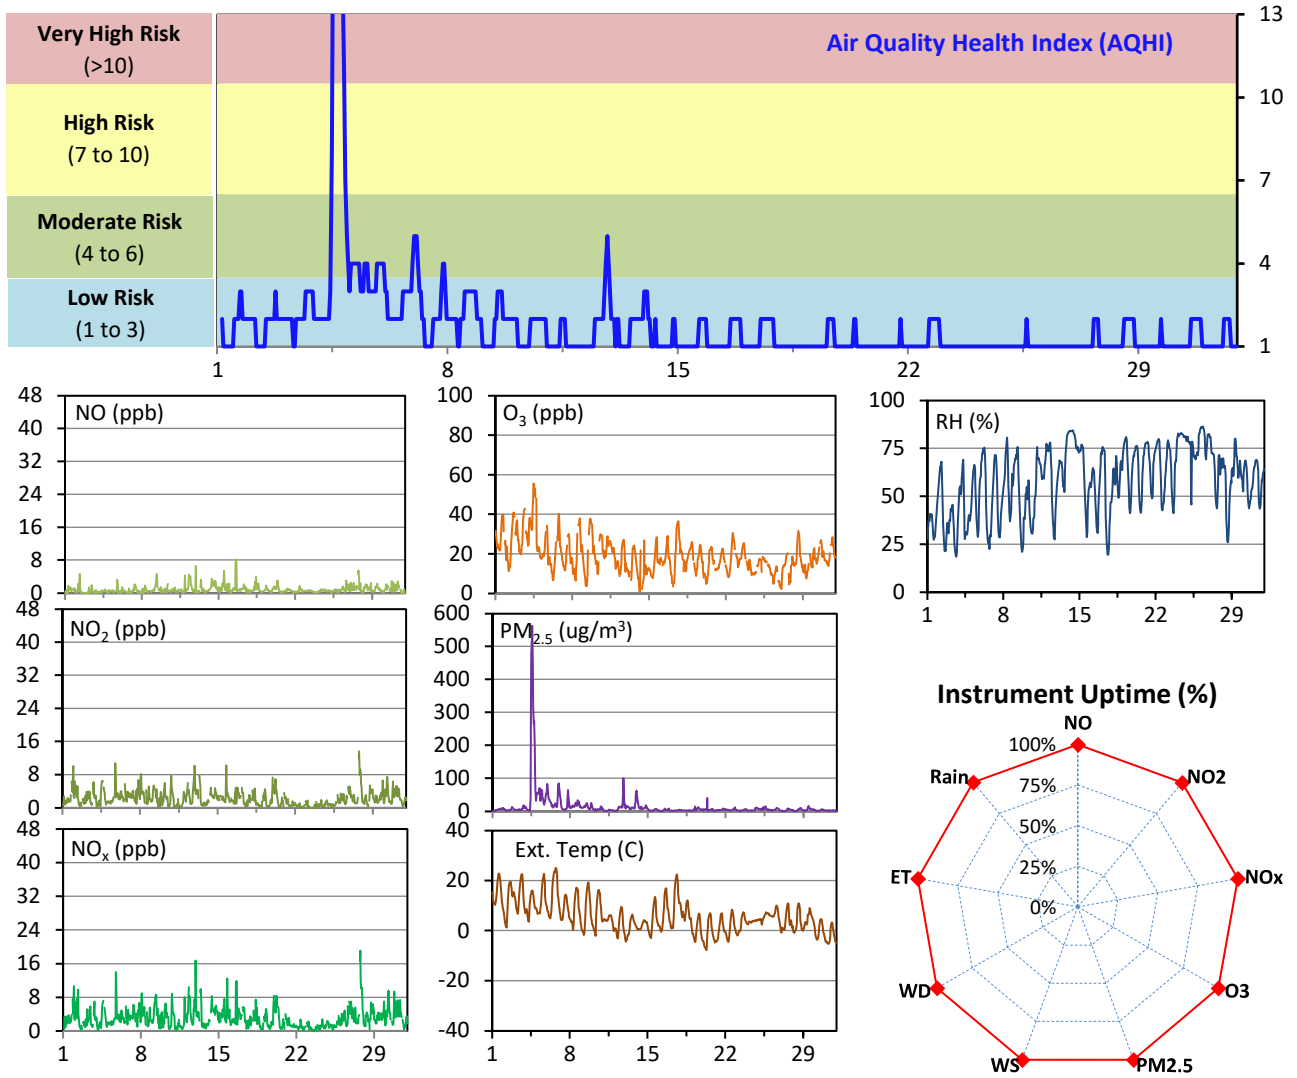 Very High Risk
(>10)
High Risk
(7 to 10)
Moderate Risk
(4 to 6)
Low Risk
(1 to 3)
Air Quality Health Index (AQHI)
13
10
7
4
1
1 8 15 22 29
NO (ppb)
48
40
32
24
16
8
0
O3 (ppb)
100
80
60
40
20
0
RH (%)
100
75
50
25
0
1 8 15 22 29
NO2 (ppb)
48
40
32
24
16
8
0
PM2.5 (ug/m³)
600
500
400
300
200
100
0
NOx (ppb)
48
40
32
24
16
8
0
1 8 15 22 29
Ext. Temp (C)
40
20
0
-20
-40
1 8 15 22 29
Instrument Uptime (%)
NO
NO2
NOx
O3
PM2.5
WS
WD
ET
Rain
100%
75%
50%
25%
0%